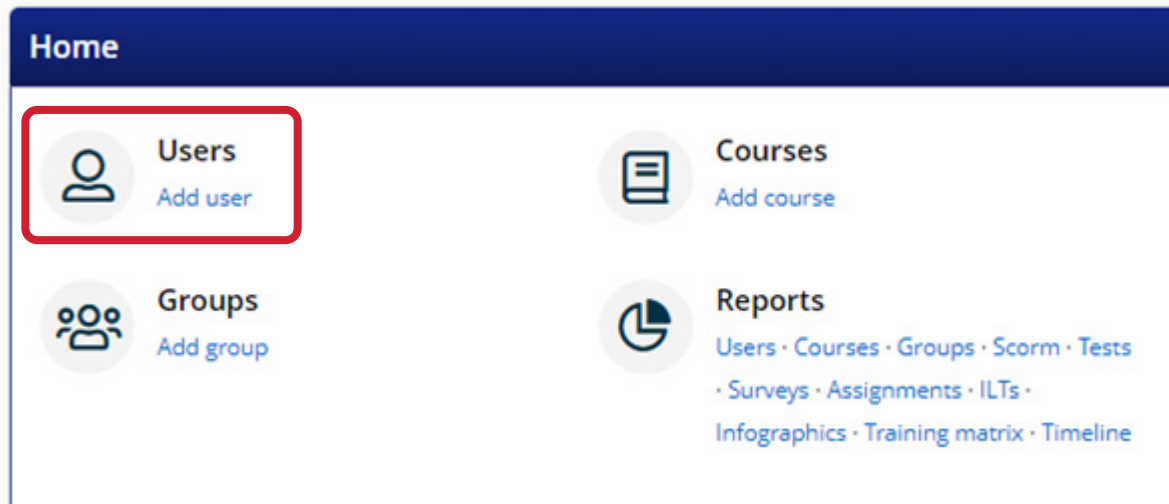 Home
Users
Add user
Courses
Add course
Groups
Add group
Reports
Users · Courses · Groups · Scorm · Tests
· Surveys · Assignments · ILTs ·
Infographics · Training matrix · Timeline